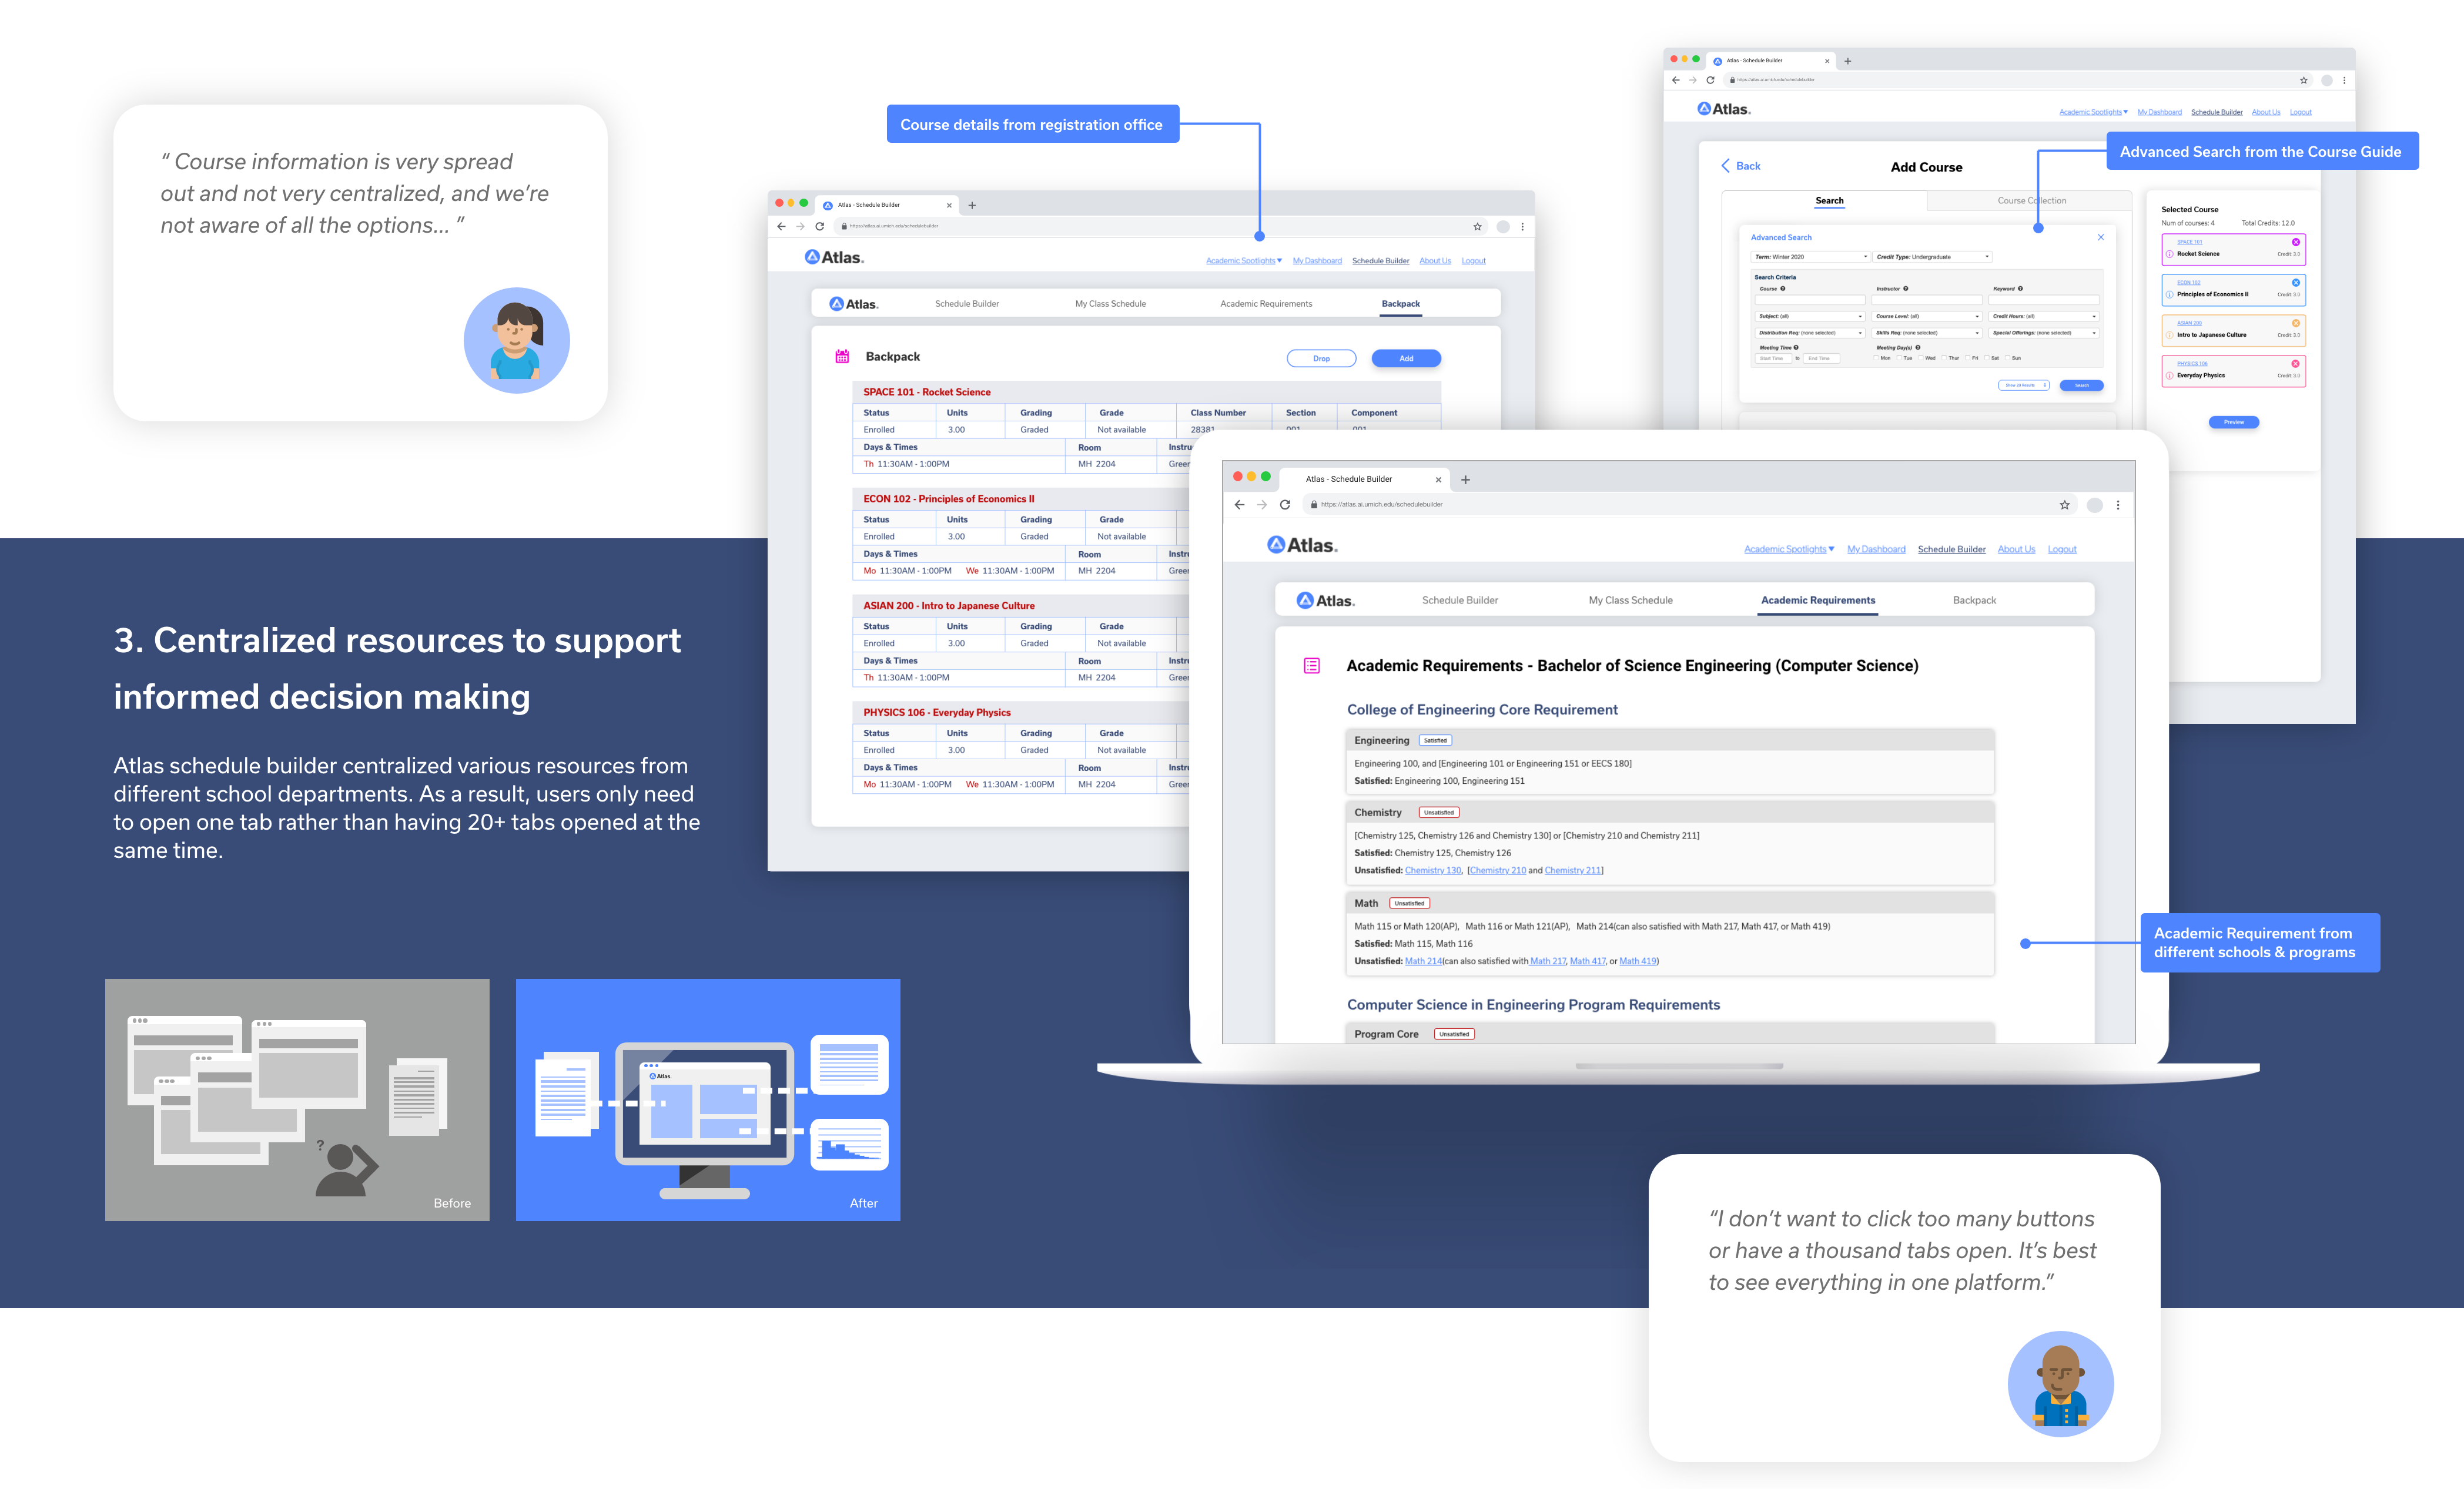 “ Course information is very spread
out and not very centralized, and we’re
not aware of all the options... ”
Course details from registration office
Atlas - Schedule Builder
https://atlas.ai.umich.edu/schedulebuilder
Atlas.
Academic Spotlights ▾ My Dashboard Schedule Builder About Us Logout
Atlas. Schedule Builder My Class Schedule Academic Requirements Backpack
Backpack Drop Add
SPACE 101 - Rocket Science
Status Units Grading Grade Class Number Section Component
Enrolled 3.00 Graded Not available 28381 001 001
Days & Times Room
Th 11:30AM - 1:00PM MH 2204
ECON 102 - Principles of Economics II
Status Units Grading Grade
Enrolled 3.00 Graded Not available
Days & Times Room
Mo 11:30AM - 1:00PM We 11:30AM - 1:00PM MH 2204
ASIAN 200 - Intro to Japanese Culture
Status Units Grading Grade
Enrolled 3.00 Graded Not available
Days & Times Room
Th 11:30AM - 1:00PM MH 2204
PHYSICS 106 - Everyday Physics
Status Units Grading Grade
Enrolled 3.00 Graded Not available
Days & Times Room
Mo 11:30AM - 1:00PM We 11:30AM - 1:00PM MH 2204
Atlas - Schedule Builder
https://atlas.ai.umich.edu/schedulebuilder
Atlas.
Academic Spotlights ▾ My Dashboard Schedule Builder About Us Logout
Advanced Search from the Course Guide
Back Add Course
Search Course Collection
Advanced Search
Term: Winter 2020 Credit Type: Undergraduate
Search Criteria
Course Instructor Keyword
Subject: (all) Course Level: (all) Credit Hours: (all)
Distribution Req: (none selected) Skills Req: (none selected) Special Offerings: (none selected)
Meeting Time Meeting Day(s)
Start Time to End Time Mon Tue Wed Thur Fri Sat Sun
Show 10 Results Search
Selected Course
Num of courses: 4 Total Credits: 12.0
SPACE 101
Rocket Science Credit 3.0
ECON 102
Principles of Economics II Credit 3.0
ASIAN 200
Intro to Japanese Culture Credit 3.0
PHYSICS 106
Everyday Physics Credit 3.0
Preview
Atlas - Schedule Builder
https://atlas.ai.umich.edu/schedulebuilder
Atlas.
Academic Spotlights ▾ My Dashboard Schedule Builder About Us Logout
Atlas. Schedule Builder My Class Schedule Academic Requirements Backpack
Academic Requirements - Bachelor of Science Engineering (Computer Science)
College of Engineering Core Requirement
Engineering Satisfied
Engineering 100, and [Engineering 101 or Engineering 151 or EECS 180]
Satisfied: Engineering 100, Engineering 151
Chemistry Unsatisfied
[Chemistry 125, Chemistry 126 and Chemistry 130] or [Chemistry 210 and Chemistry 211]
Satisfied: Chemistry 125, Chemistry 126
Unsatisfied: Chemistry 130, [Chemistry 210 and Chemistry 211]
Math Unsatisfied
Math 115 or Math 120(AP), Math 116 or Math 121(AP), Math 214(can also satisfied with Math 217, Math 417, or Math 419)
Satisfied: Math 115, Math 116
Unsatisfied: Math 214(can also satisfied with Math 217, Math 417, or Math 419)
Computer Science in Engineering Program Requirements
Program Core Unsatisfied
Academic Requirement from
different schools & programs
3. Centralized resources to support
informed decision making
Atlas schedule builder centralized various resources from
different school departments. As a result, users only need
to open one tab rather than having 20+ tabs opened at the
same time.
?
Before
Atlas.
After
“I don’t want to click too many buttons
or have a thousand tabs open. It’s best
to see everything in one platform.”